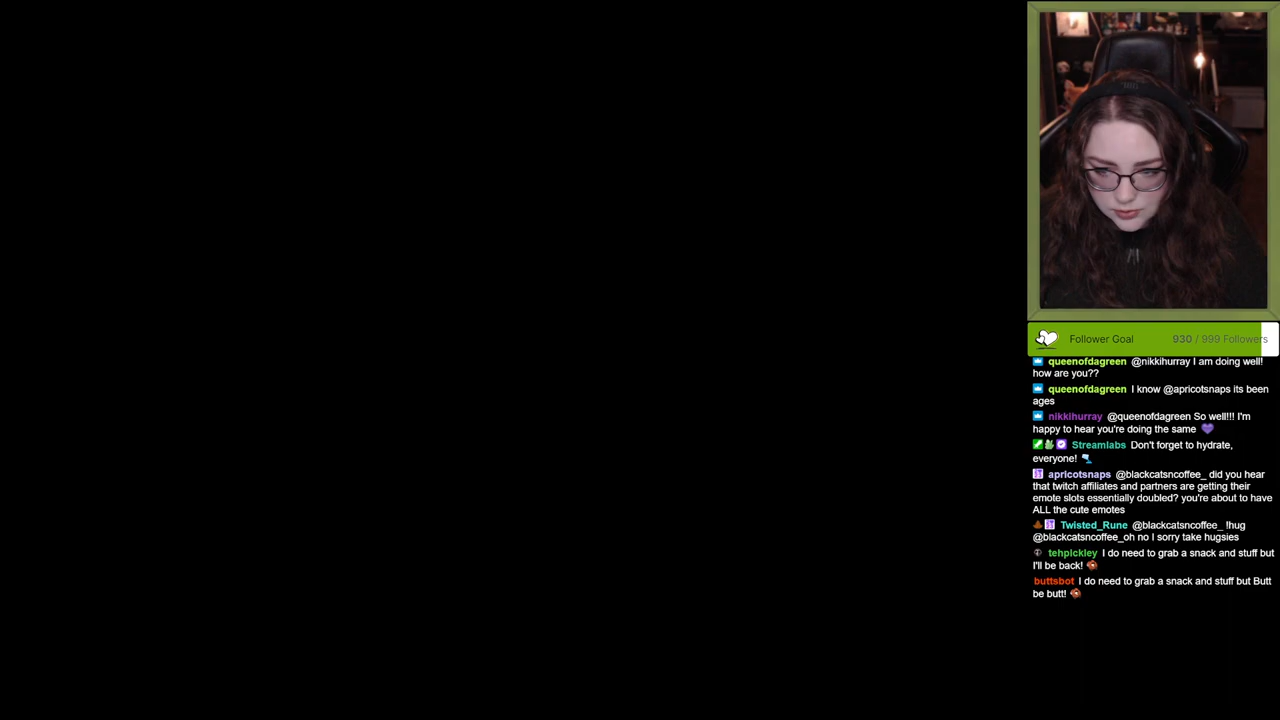 Follower Goal 930 / 999 Followers
queenofdagreen @nikkihurray I am doing well!
how are you??
queenofdagreen I know @apricotsnaps its been
ages
nikkihurray @queenofdagreen So well!!! I'm
happy to hear you're doing the same
Streamlabs Don't forget to hydrate,
everyone!
apricotsnaps @blackcatsncoffee_ did you hear
that twitch affiliates and partners are getting their
emote slots essentially doubled? you're about to have
ALL the cute emotes
Twisted_Rune @blackcatsncoffee_ !hug
@blackcatsncoffee_oh no I sorry take hugsies
tehpickley I do need to grab a snack and stuff but
I'll be back!
buttsbot I do need to grab a snack and stuff but Butt
be butt!